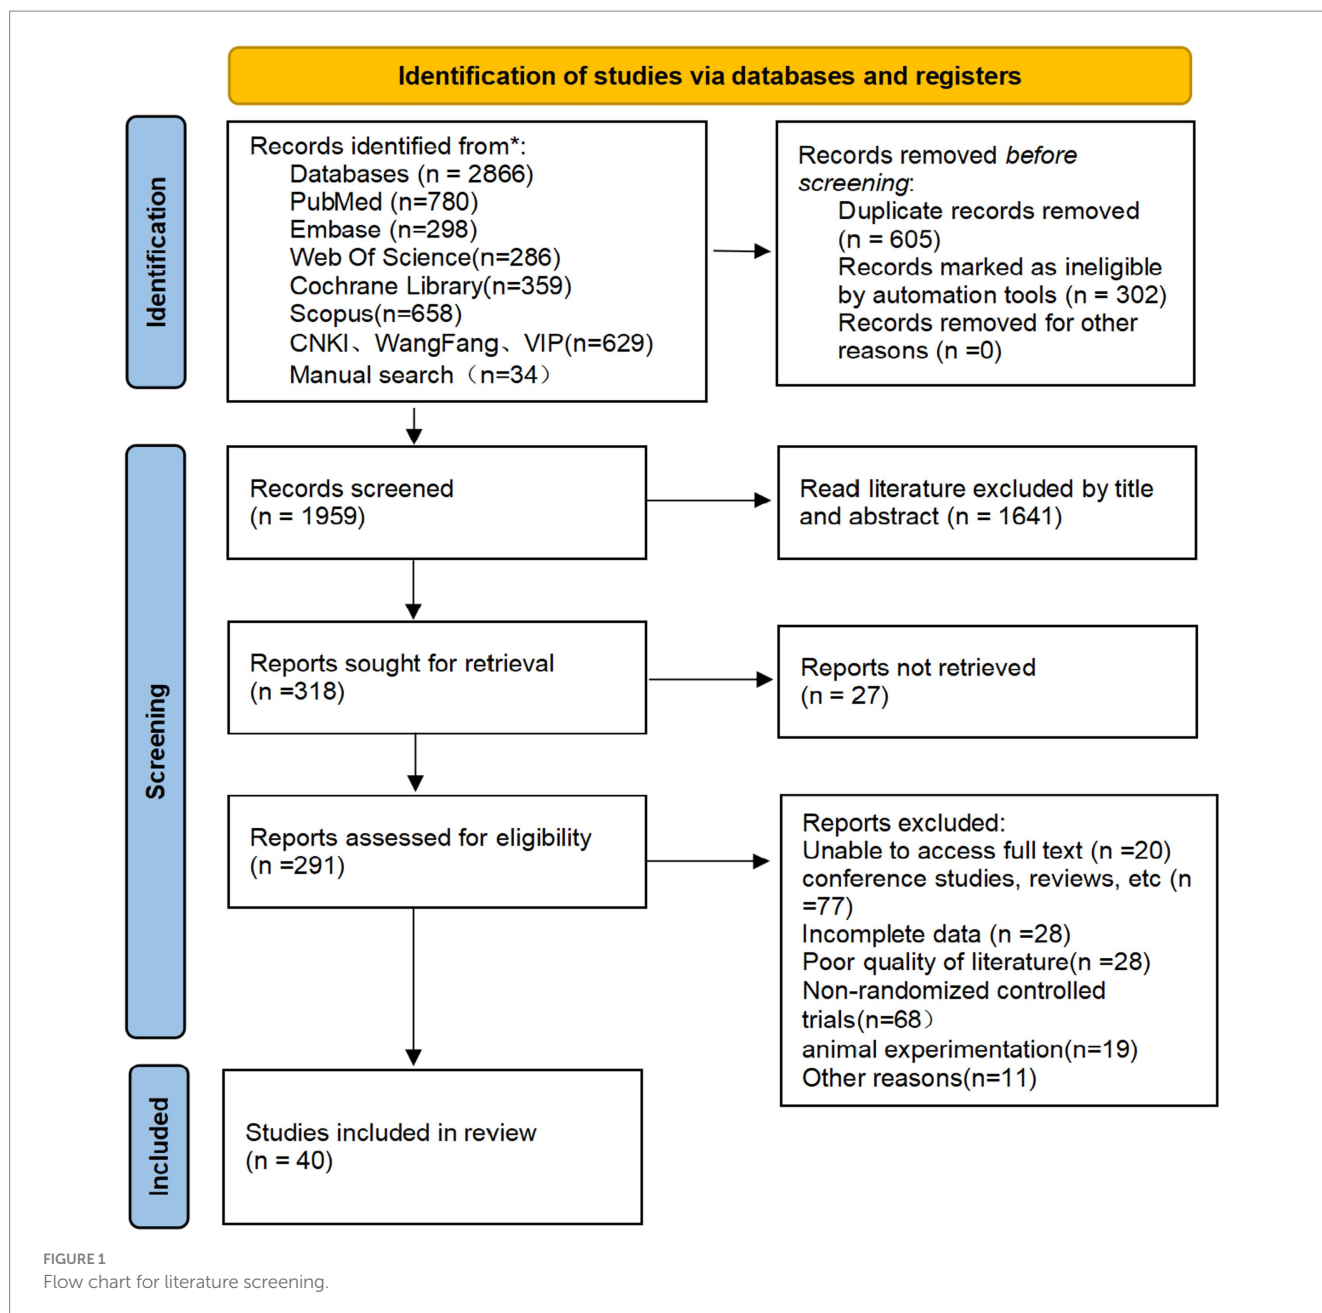 Identification of studies via databases and registers
Identification
Records identified from*:
Databases (n = 2866)
PubMed (n=780)
Embase (n=298)
Web Of Science(n=286)
Cochrane Library(n=359)
Scopus(n=658)
CNKI、WangFang、VIP(n=629)
Manual search（n=34）
Records removed before
screening:
Duplicate records removed
(n = 605)
Records marked as ineligible
by automation tools (n = 302)
Records removed for other
reasons (n =0)
Screening
Records screened
(n = 1959)
Read literature excluded by title
and abstract (n = 1641)
Reports sought for retrieval
(n =318)
Reports not retrieved
(n = 27)
Reports assessed for eligibility
(n =291)
Reports excluded:
Unable to access full text (n =20)
conference studies, reviews, etc (n
=77)
Incomplete data (n =28)
Poor quality of literature(n =28)
Non-randomized controlled
trials(n=68）
animal experimentation(n=19)
Other reasons(n=11)
Included
Studies included in review
(n = 40)
FIGURE 1
Flow chart for literature screening.